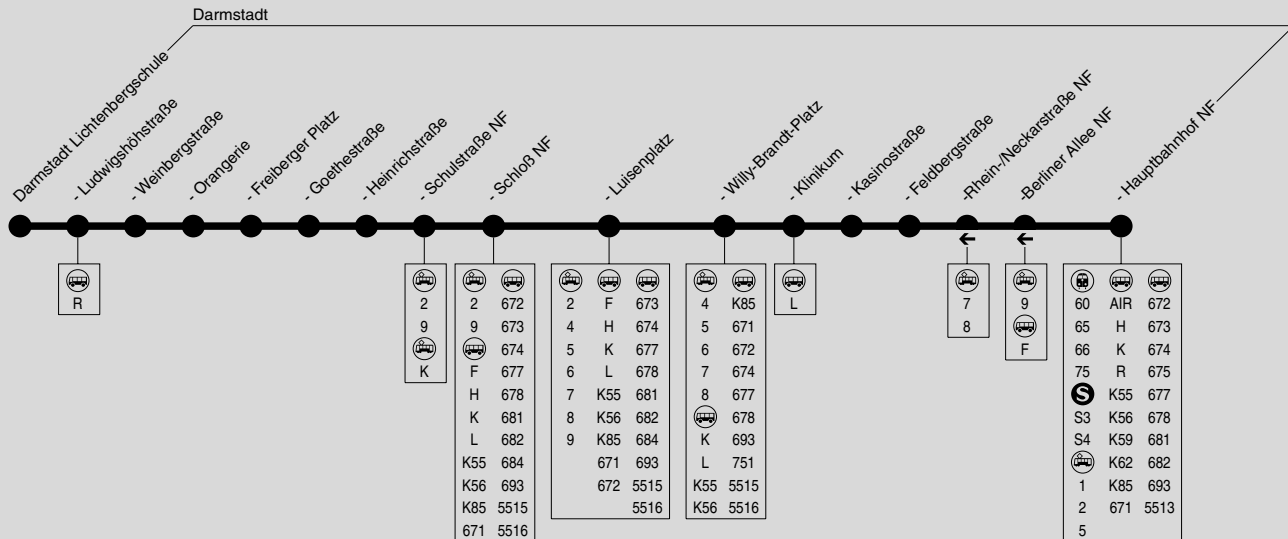 Darmstadt
Darmstadt Lichtenbergschule
- Ludwigshöhstraße
- Weinbergstraße
- Orangerie
- Freiberger Platz
- Goethestraße
- Heinrichstraße
- Schulstraße NF
- Schloß NF
- Luisenplatz
- Willy-Brandt-Platz
- Klinikum
- Kasinostraße
- Feldbergstraße
-Rhein-/Neckarstraße NF
-Berliner Allee NF
- Hauptbahnhof NF
R
2
9
K
2 672
9 673
674
F 677
H 678
K 681
L 682
K55 684
K56 693
K85 5515
671 5516
2 F 673
4 H 674
5 K 677
6 L 678
7 K55 681
8 K56 682
9 K85 684
671 693
672 5515
5516
4 K85
5 671
6 672
7 674
8 677
678
K 693
L 751
K55 5515
K56 5516
L
7
8
9
F
60 AIR 672
65 H 673
66 K 674
75 R 675
S K55 677
S3 K56 678
S4 K59 681
K62 682
1 K85 693
2 671 5513
5